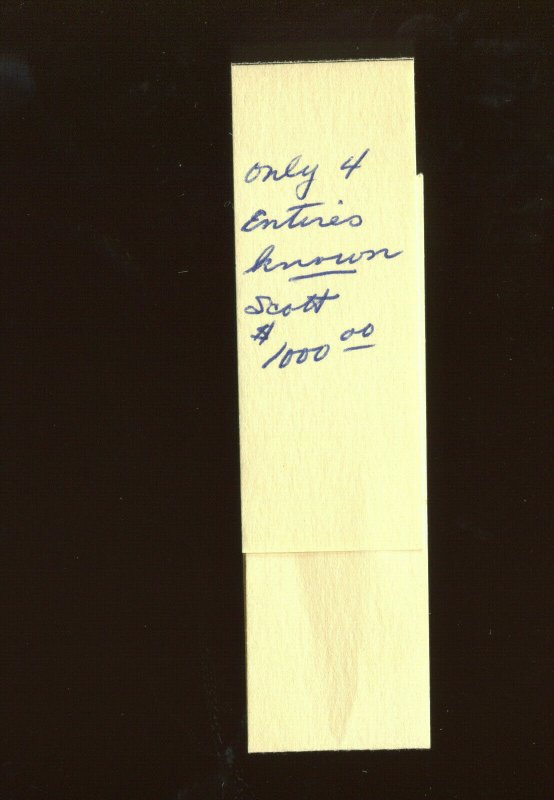 only 4
Entires
known
Scott
$
1000 00